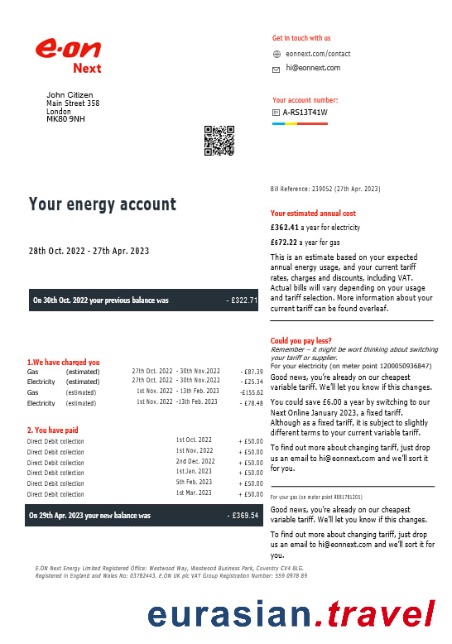 e·on
Next
Get in touch with us
eonnext.com/contact
hi@eonnext.com
John Citizen
Main Street 358
London
MK80 9NH
Your account number:
A-RS13T41W
Bill Reference: 239052 (27th Apr. 2023)
Your energy account
28th Oct. 2022 - 27th Apr. 2023
Your estimated annual cost
£362.41 a year for electricity
£672.22 a year for gas
This is an estimate based on your expected
annual energy usage, and your current tariff
rates, charges and discounts, including VAT.
Actual bills will vary depending on your usage
and tariff selection. More information about your
current tariff can be found overleaf.
On 30th Oct. 2022 your previous balance was - £322.71
Could you pay less?
Remember – it might be wort thinking about switching
your tariff or supplier.
For your electricity (on meter point 1200050936847)
Good news, you're already on our cheapest
variable tariff. We'll let you know if this changes.
You could save £6.00 a year by switching to our
Next Online January 2023, a fixed tariff.
Although as a fixed tariff, it is subject to slightly
different terms to your current variable tariff.
To find out more about changing tariff, just drop
us an email to hi@eonnext.com and we'll sort it
for you.
1.We have charged you
Gas (estimated) 27th Oct. 2022 - 30th Nov.2022 - £87.39
Electricity (estimated) 27th Oct. 2022 - 30th Nov.2022 - £25.34
Gas (estimated) 1st Nov. 2022 -13th Feb. 2023 -£155.62
Electricity (estimated) 1st Nov. 2022 -13th Feb. 2023 - £78.48
2. You have paid
Direct Debit collection 1st Oct. 2022 + £50.00
Direct Debit collection 1st Nov, 2022 + £50.00
Direct Debit collection 2nd Dec. 2022 + £50.00
Direct Debit collection 1st Jan. 2023 + £50.00
Direct Debit collection 5th Feb. 2023 + £50.00
Direct Debit collection 1st Mar. 2023 + £50.00
On 29th Apr. 2023 your new balance was - £369.54
For your gas (on meter point
Good news, you're already on our cheapest
variable tariff. We'll let you know if this changes.
To find out more about changing tariff, just drop
us an email to hi@eonnext.com and we'll sort it for
you.
E.ON Next Energy Limited Registered Office: Westwood Way, Westwood Business Park, Coventry CV4 8LG.
Registered in England and Wales No: 03782443. E.ON UK plc VAT Group Registration Number: 559 0978 89
eurasian.travel